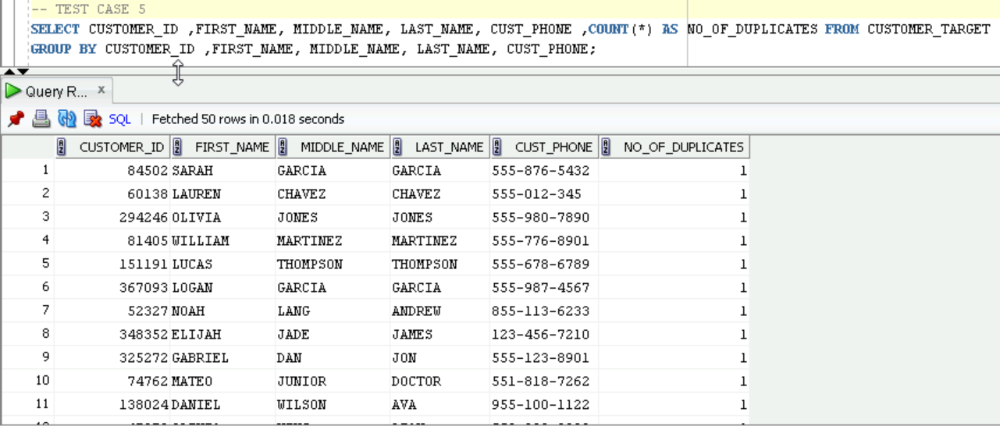 -- TEST CASE 5
SELECT CUSTOMER_ID ,FIRST_NAME, MIDDLE_NAME, LAST_NAME, CUST_PHONE ,COUNT(*) AS NO_OF_DUPLICATES FROM CUSTOMER_TARGET
GROUP BY CUSTOMER_ID ,FIRST_NAME, MIDDLE_NAME, LAST_NAME, CUST_PHONE;
Query R... x
SQL | Fetched 50 rows in 0.018 seconds
CUSTOMER_ID FIRST_NAME MIDDLE_NAME LAST_NAME CUST_PHONE NO_OF_DUPLICATES
1 84502 SARAH GARCIA GARCIA 555-876-5432 1
2 60138 LAUREN CHAVEZ CHAVEZ 555-012-345 1
3 294246 OLIVIA JONES JONES 555-980-7890 1
4 81405 WILLIAM MARTINEZ MARTINEZ 555-776-8901 1
5 151191 LUCAS THOMPSON THOMPSON 555-678-6789 1
6 367093 LOGAN GARCIA GARCIA 555-987-4567 1
7 52327 NOAH LANG ANDREW 855-113-6233 1
8 348352 ELIJAH JADE JAMES 123-456-7210 1
9 325272 GABRIEL DAN JON 555-123-8901 1
10 74762 MATEO JUNIOR DOCTOR 551-818-7262 1
11 138024 DANIEL WILSON AVA 955-100-1122 1